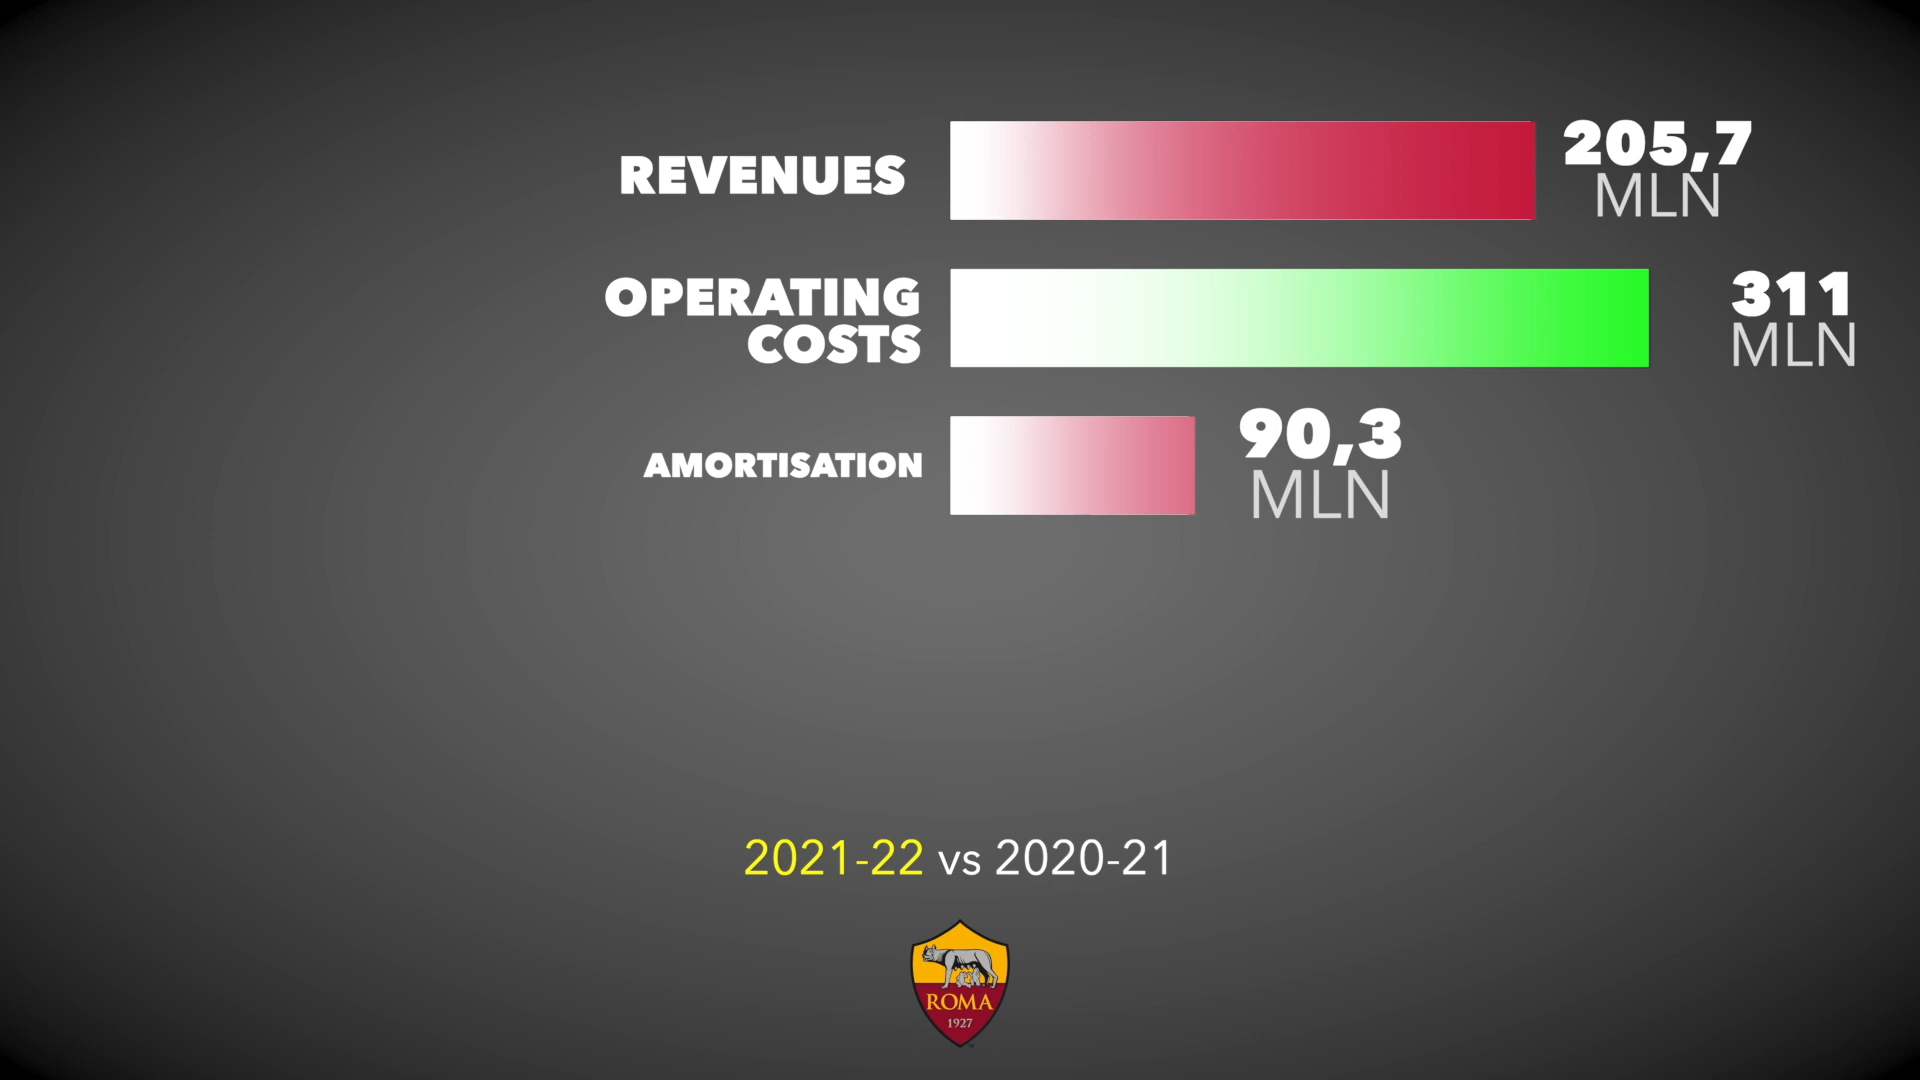 REVENUES
205,7
MLN
OPERATING
COSTS
311
MLN
AMORTISATION
90,3
MLN
2021-22 vs 2020-21
ROMA
1927